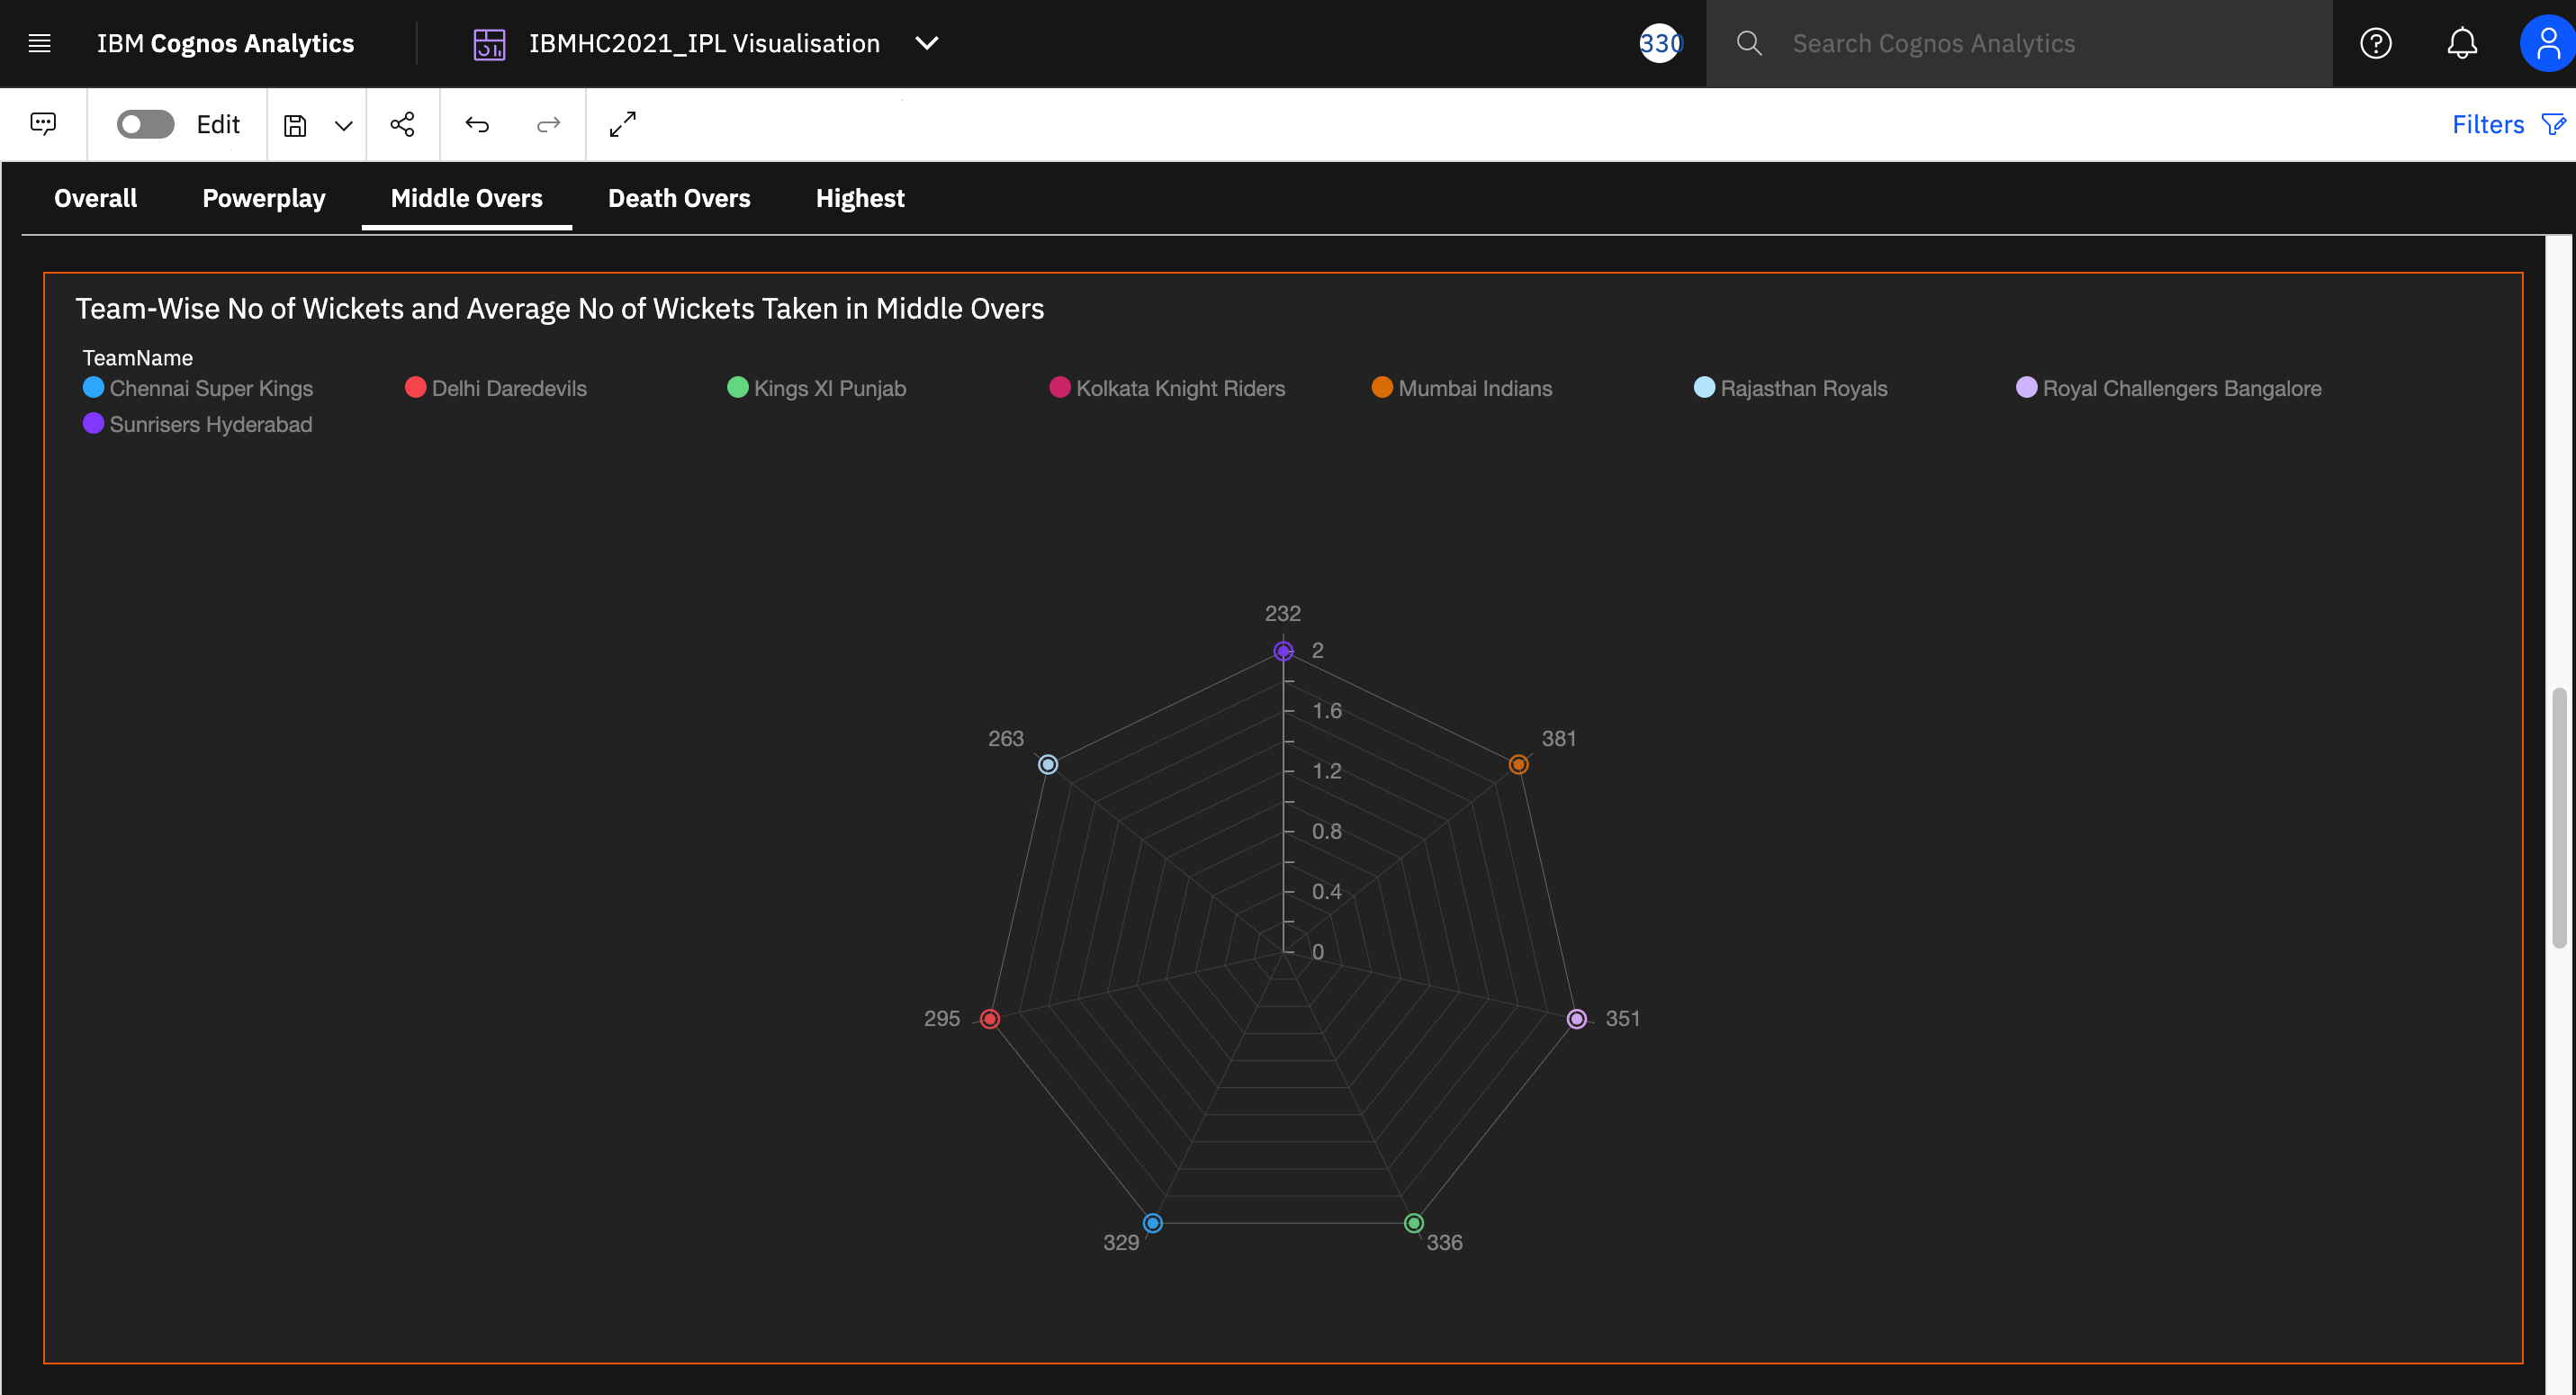 IBM Cognos Analytics IBMHC2021_IPL Visualisation 330 Search Cognos Analytics
Edit Filters
Overall Powerplay Middle Overs Death Overs Highest
Team-Wise No of Wickets and Average No of Wickets Taken in Middle Overs
TeamName
Chennai Super Kings Delhi Daredevils Kings XI Punjab Kolkata Knight Riders Mumbai Indians Rajasthan Royals Royal Challengers Bangalore
Sunrisers Hyderabad
232
2
1.6
263 381
1.2
0.8
0.4
0
295 351
329 336